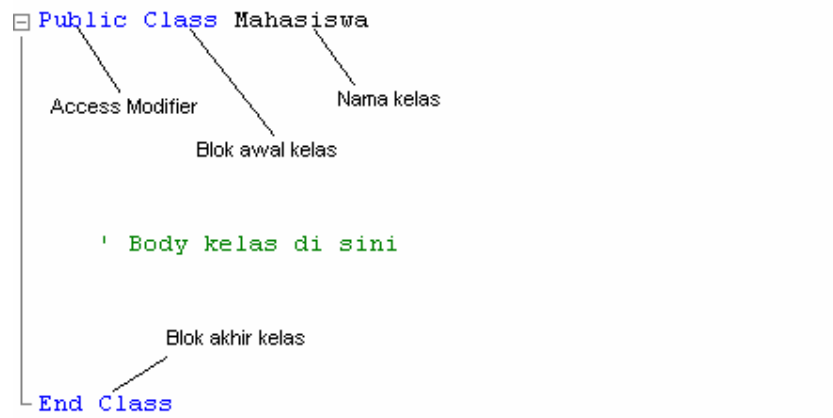 Public Class Mahasiswa
Access Modifier
Nama kelas
Blok awal kelas
' Body kelas di sini
Blok akhir kelas
End Class